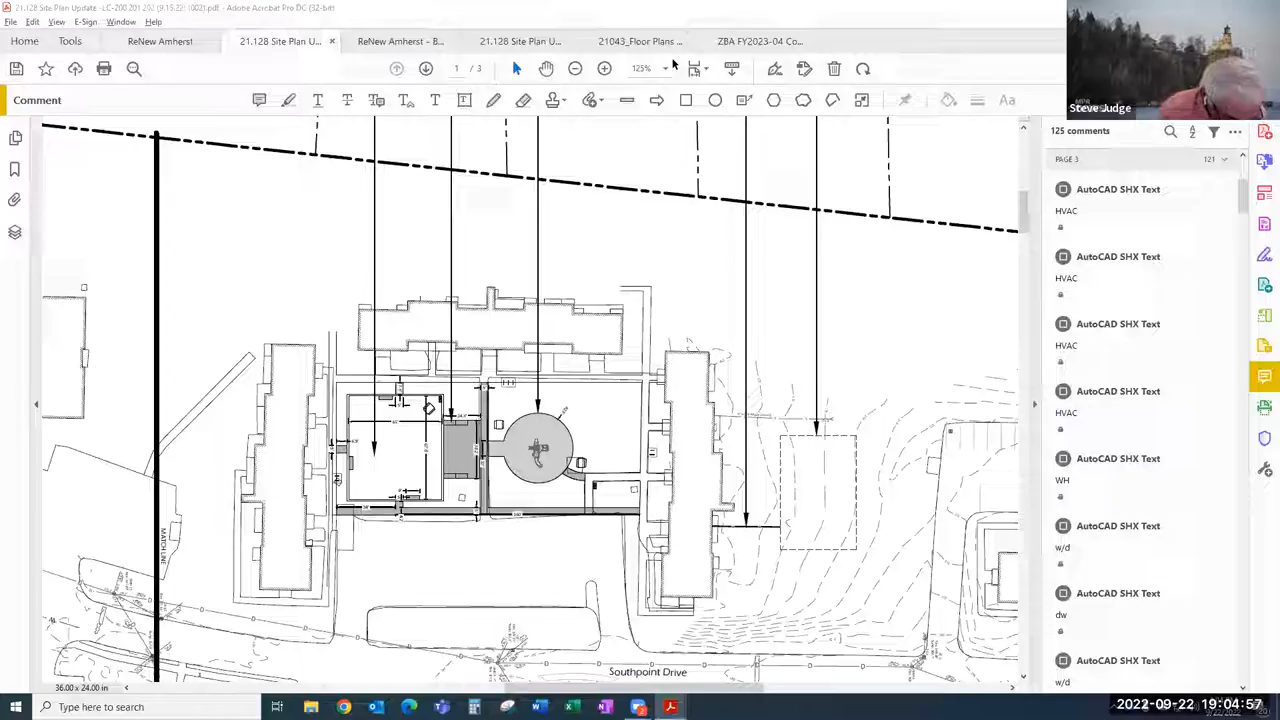 21.128 Site Plan Update -LC-200 201 202 (9.15.22) (002).pdf - Adobe Acrobat Pro DC (32-bit)
File Edit View E-Sign Window Help
Home Tools ReNew Amherst 21.128 Site Plan U... × ReNew Amherst - B... 21.128 Site Plan U... 21043_Floor Plans ... ZBA FY2023-04 Co...
1 / 3 125%
Comment
Aa
Steve Judge
125 comments
PAGE 3 121
AutoCAD SHX Text
HVAC
AutoCAD SHX Text
HVAC
AutoCAD SHX Text
HVAC
AutoCAD SHX Text
HVAC
AutoCAD SHX Text
WH
AutoCAD SHX Text
w/d
AutoCAD SHX Text
dw
AutoCAD SHX Text
w/d
MATCH LINE
Southpoint Drive
36.00 x 24.00 in
Type here to search
2022-09-22 19:04:57